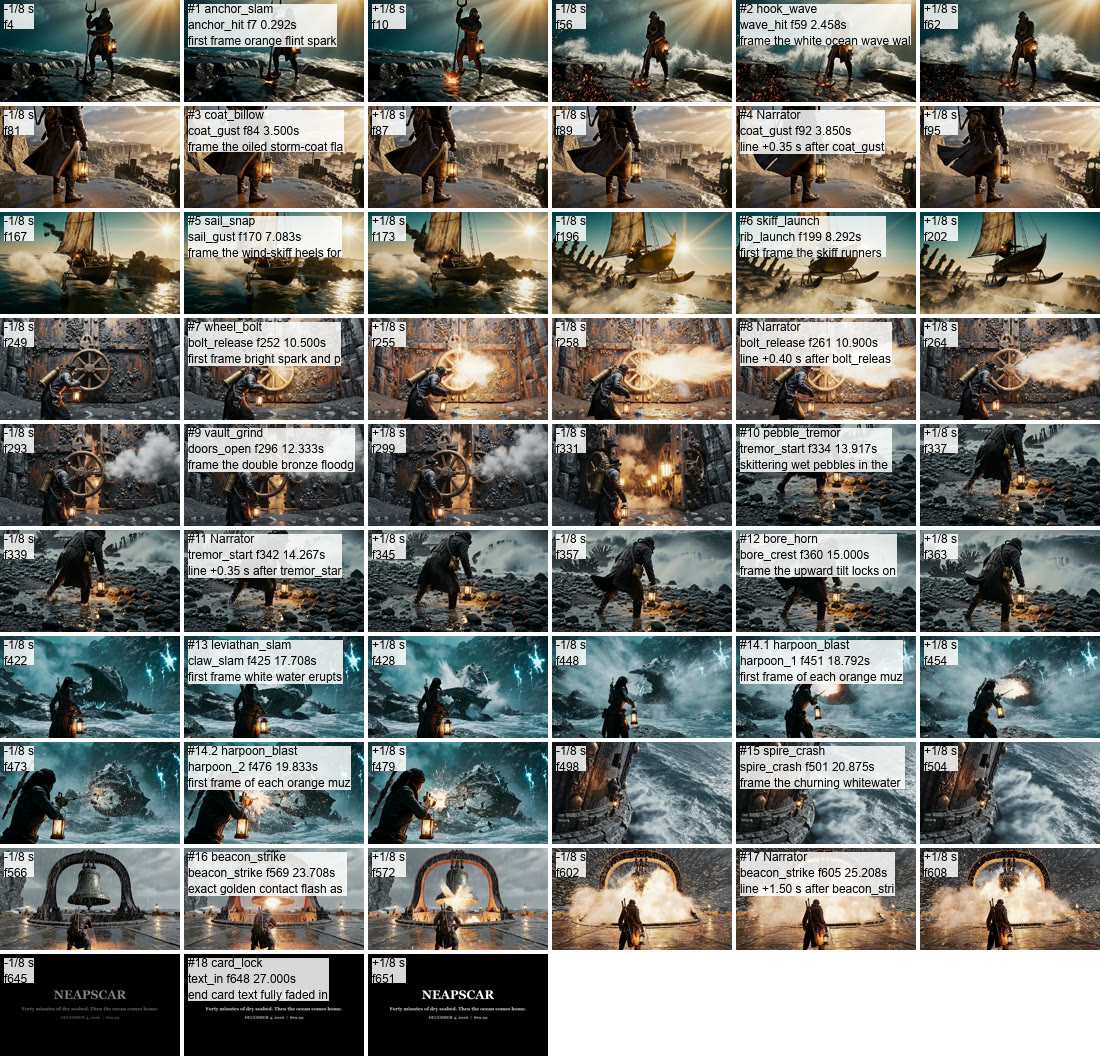 -1/8 s
f4
#1 anchor_slam
anchor_hit f7 0.292s
first frame orange flint spark
+1/8 s
f10
-1/8 s
f56
#2 hook_wave
wave_hit f59 2.458s
frame the white ocean wave wal
+1/8 s
f62
-1/8 s
f81
#3 coat_billow
coat_gust f84 3.500s
frame the oiled storm-coat fla
+1/8 s
f87
-1/8 s
f89
#4 Narrator
coat_gust f92 3.850s
line +0.35 s after coat_gust
+1/8 s
f95
-1/8 s
f167
#5 sail_snap
sail_gust f170 7.083s
frame the wind-skiff heels for
+1/8 s
f173
-1/8 s
f196
#6 skiff_launch
rib_launch f199 8.292s
first frame the skiff runners
+1/8 s
f202
-1/8 s
f249
#7 wheel_bolt
bolt_release f252 10.500s
first frame bright spark and p
+1/8 s
f255
-1/8 s
f258
#8 Narrator
bolt_release f261 10.900s
line +0.40 s after bolt_releas
+1/8 s
f264
-1/8 s
f293
#9 vault_grind
doors_open f296 12.333s
frame the double bronze floodg
+1/8 s
f299
-1/8 s
f331
#10 pebble_tremor
tremor_start f334 13.917s
skittering wet pebbles in the
+1/8 s
f337
-1/8 s
f339
#11 Narrator
tremor_start f342 14.267s
line +0.35 s after tremor_star
+1/8 s
f345
-1/8 s
f357
#12 bore_horn
bore_crest f360 15.000s
frame the upward tilt locks on
+1/8 s
f363
-1/8 s
f422
#13 leviathan_slam
claw_slam f425 17.708s
first frame white water erupts
+1/8 s
f428
-1/8 s
f448
#14.1 harpoon_blast
harpoon_1 f451 18.792s
first frame of each orange muz
+1/8 s
f454
-1/8 s
f473
#14.2 harpoon_blast
harpoon_2 f476 19.833s
first frame of each orange muz
+1/8 s
f479
-1/8 s
f498
#15 spire_crash
spire_crash f501 20.875s
frame the churning whitewater
+1/8 s
f504
-1/8 s
f566
#16 beacon_strike
beacon_strike f569 23.708s
exact golden contact flash as
+1/8 s
f572
-1/8 s
f602
#17 Narrator
beacon_strike f605 25.208s
line +1.50 s after beacon_stri
+1/8 s
f608
-1/8 s
f645
NEAPSCAR
Forty minutes of dry seabed. Then the ocean comes home.
#18 card_lock
text_in f648 27.000s
end card text fully faded in
Forty minutes of dry seabed. Then the ocean comes home.
+1/8 s
f651
NEAPSCAR
Forty minutes of dry seabed. Then the ocean comes home.